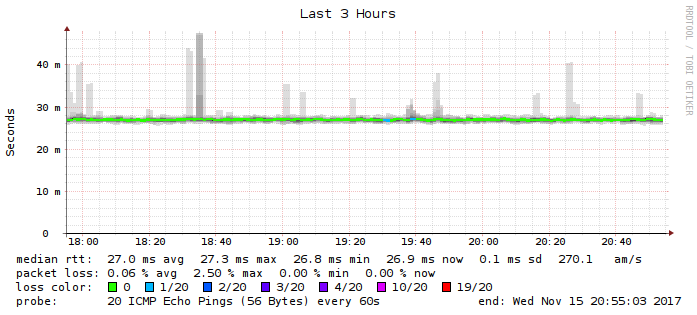 Last 3 Hours
RRDTOOL / TOBI OETIKER
Seconds
40 m
30 m
20 m
10 m
0
18:00 18:20 18:40 19:00 19:20 19:40 20:00 20:20 20:40
median rtt: 27.0 ms avg 27.3 ms max 26.8 ms min 26.9 ms now 0.1 ms sd 270.1 am/s
packet loss: 0.06 % avg 2.50 % max 0.00 % min 0.00 % now
loss color: 0 1/20 2/20 3/20 4/20 10/20 19/20
probe: 20 ICMP Echo Pings (56 Bytes) every 60s end: Wed Nov 15 20:55:03 2017